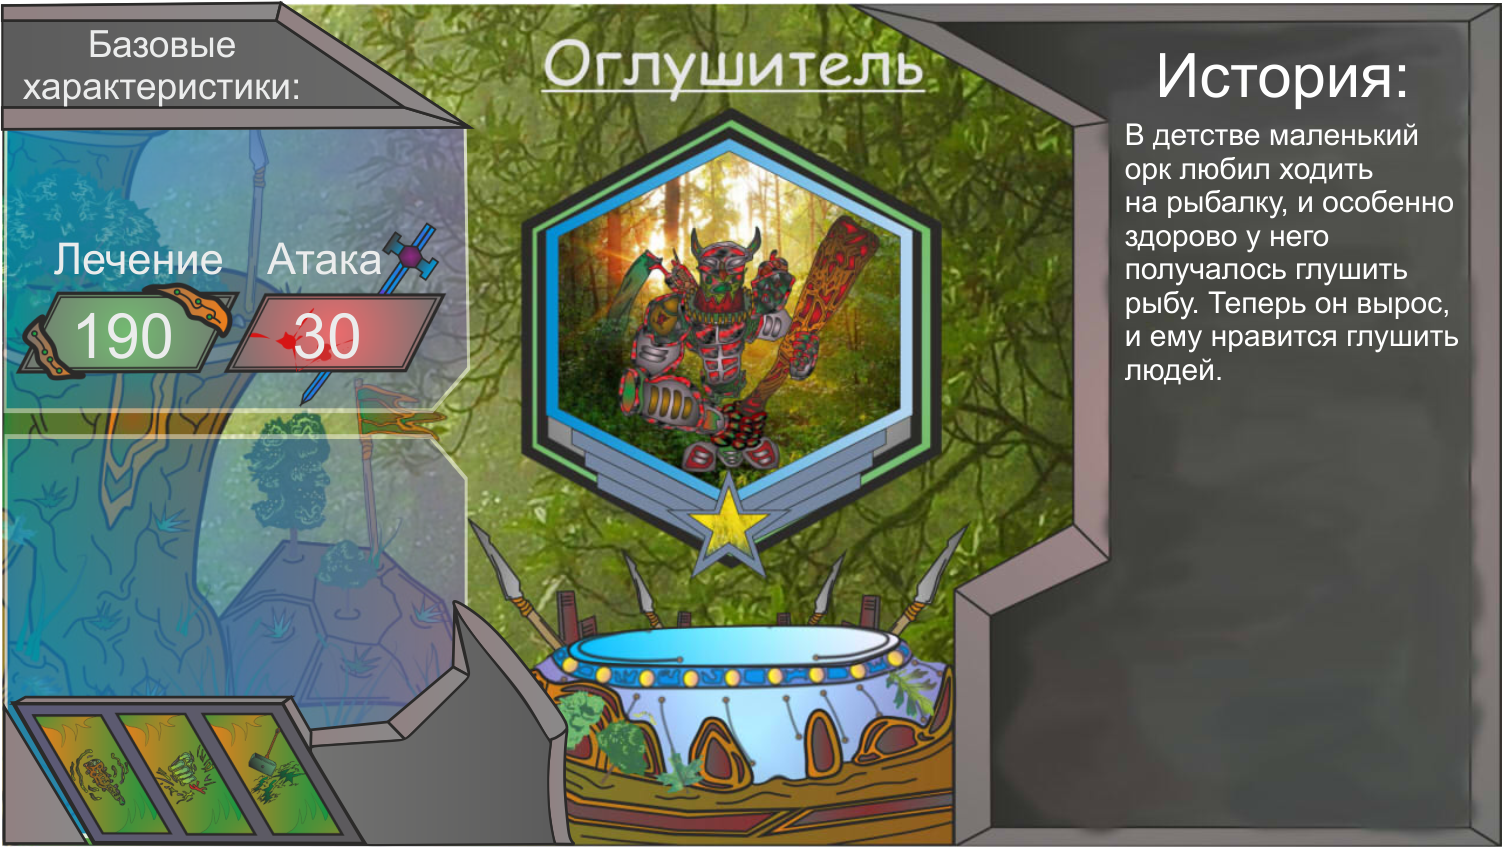 Базовые
характеристики:
Оглушитель
История:
В детстве маленький
орк любил ходить
на рыбалку, и особенно
здорово у него
получалось глушить
рыбу. Теперь он вырос,
и ему нравится глушить
людей.
Лечение
Атака
190
30